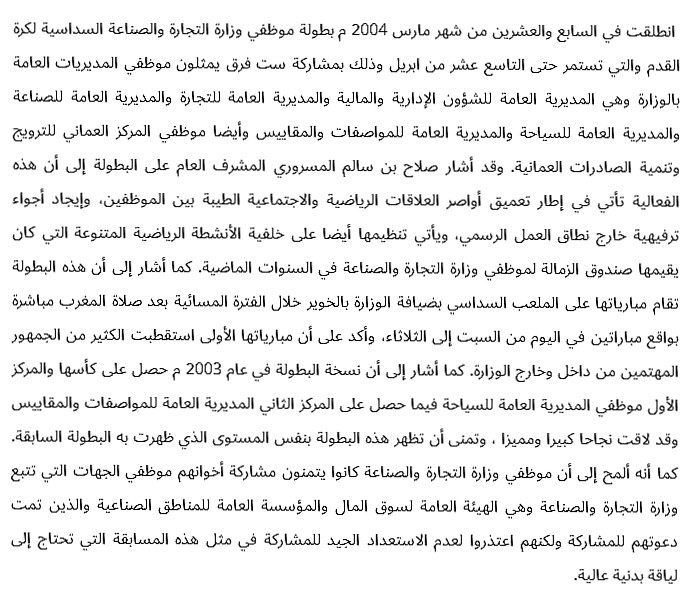 انطلقت في السابع والعشرين من شهر مارس 2004 م بطولة موظفي وزارة التجارة والصناعة السداسية لكرة
القدم والتي تستمر حتى التاسع عشر من ابريل وذلك بمشاركة ست فرق يمثلون موظفي المديريات العامة
بالوزارة وهي المديرية العامة للشؤون الإدارية والمالية والمديرية العامة للتجارة والمديرية العامة للصناعة
والمديرية العامة للسياحة والمديرية العامة للمواصفات والمقاييس وأيضا موظفي المركز العماني للترويج
وتنمية الصادرات العمانية. وقد أشار صلاح بن سالم المسروري المشرف العام على البطولة إلى أن هذه
الفعالية تأتي في إطار تعميق أواصر العلاقات الرياضية والاجتماعية الطيبة بين الموظفين، وإيجاد أجواء
ترفيهية خارج نطاق العمل الرسمي، ويأتي تنظيمها أيضا على خلفية الأنشطة الرياضية المتنوعة التي كان
يقيمها صندوق الزمالة لموظفي وزارة التجارة والصناعة في السنوات الماضية. كما أشار إلى أن هذه البطولة
تقام مبارياتها على الملعب السداسي بضيافة الوزارة بالخوير خلال الفترة المسائية بعد صلاة المغرب مباشرة
بواقع مباراتين في اليوم من السبت إلى الثلاثاء، وأكد على أن مبارياتها الأولى استقطبت الكثير من الجمهور
المهتمين من داخل وخارج الوزارة. كما أشار إلى أن نسخة البطولة في عام 2003 م حصل على كأسها والمركز
الأول موظفي المديرية العامة للسياحة فيما حصل على المركز الثاني المديرية العامة للمواصفات والمقاييس
وقد لاقت نجاحا كبيرا ومميزا ، وتمنى أن تظهر هذه البطولة بنفس المستوى الذي ظهرت به البطولة السابقة.
كما أنه ألمح إلى أن موظفي وزارة التجارة والصناعة كانوا يتمنون مشاركة أخوانهم موظفي الجهات التي تتبع
وزارة التجارة والصناعة وهي الهيئة العامة لسوق المال والمؤسسة العامة للمناطق الصناعية والذين تمت
دعوتهم للمشاركة ولكنهم اعتذروا لعدم الاستعداد الجيد للمشاركة في مثل هذه المسابقة التي تحتاج إلى
لياقة بدنية عالية.